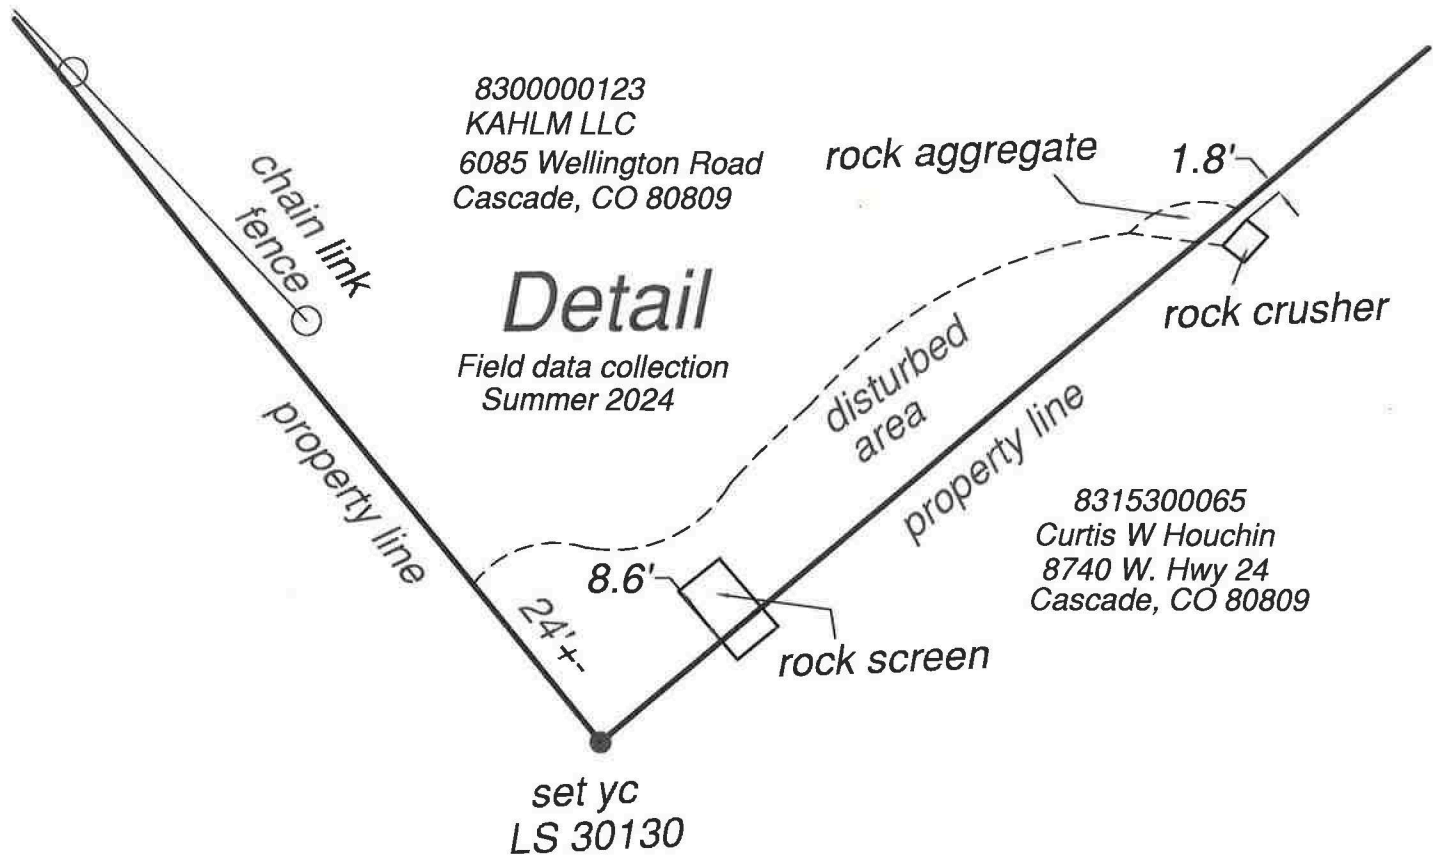 8300000123
KAHLM LLC
6085 Wellington Road
Cascade, CO 80809
rock aggregate
1.8'
chain link
fence
Detail
Field data collection
Summer 2024
rock crusher
disturbed
area
property line
property line
8315300065
Curtis W Houchin
8740 W. Hwy 24
Cascade, CO 80809
8.6'
24'+-
rock screen
set yc
LS 30130